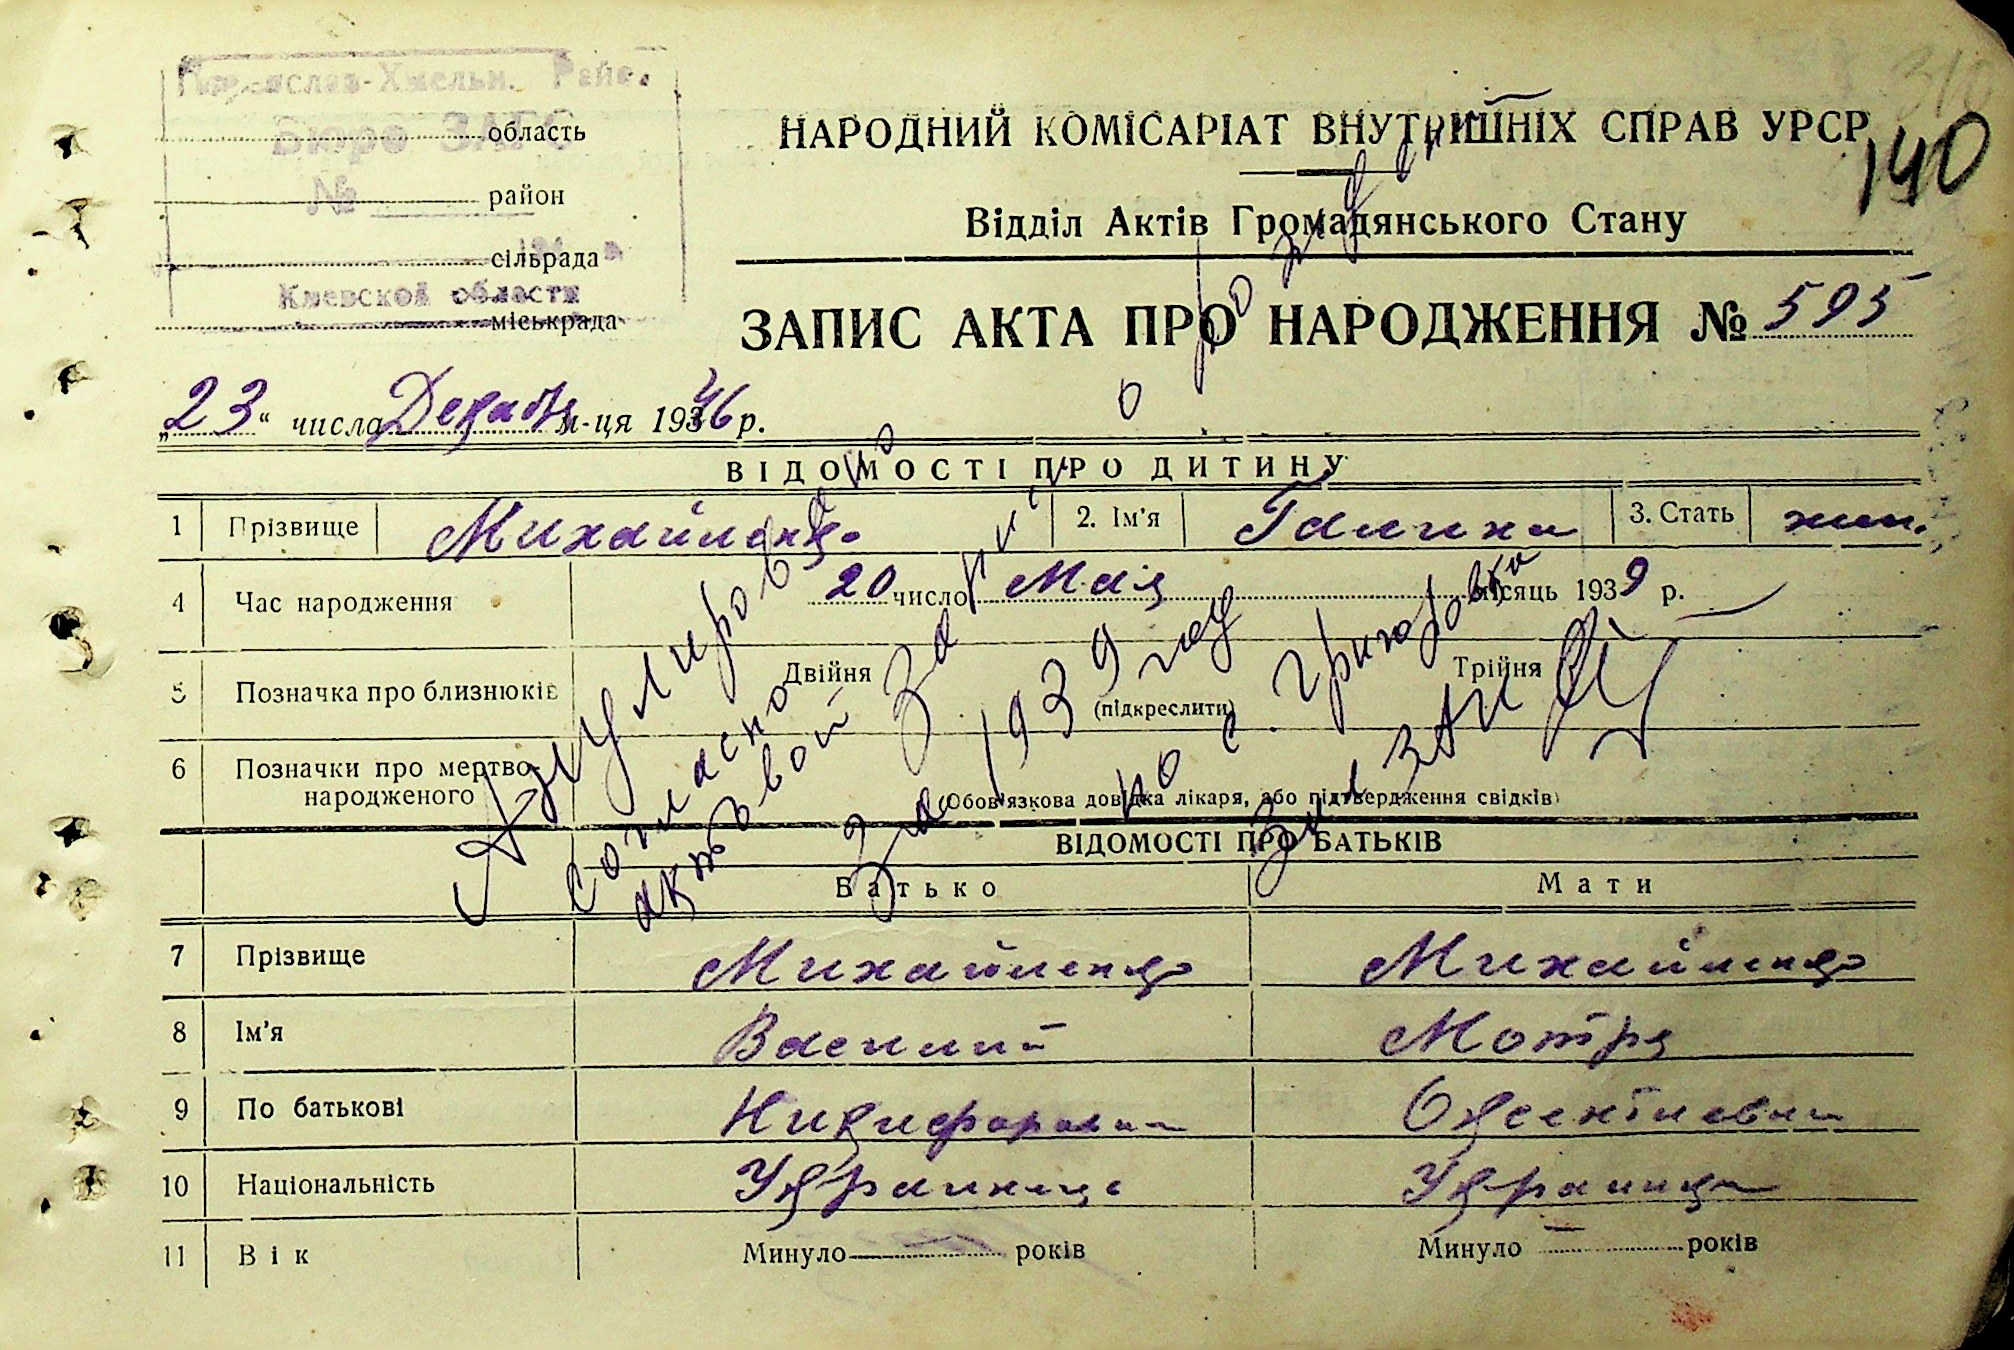 Переяслав-Хмельн. Райо.
Бюро ЗАГС
№
Киевской области
область
район
сільрада
міськрада
310
140
НАРОДНИЙ КОМІСАРІАТ ВНУТРІШНІХ СПРАВ УРСР
Відділ Актів Громадянського Стану
ЗАПИС АКТА ПРО НАРОДЖЕННЯ № 595
„23“ числа Декабря м-ця 1946 р.
ВІДОМОСТІ ПРО ДИТИНУ
1 Прізвище Михайленко 2. Ім'я Галина 3. Стать жен.
4 Час народження 20 число Мая місяць 1939 р.
5 Позначка про близнюків Двійня Трійня
(підкреслити)
6 Позначки про мертво-
народженого
(Обов'язкова довідка лікаря, або підтвердження свідків)
Аннулировано
согласно
актовой записи о рождении
за 1939 год
по с. Григоровка
Зав ЗАГС
ВІДОМОСТІ ПРО БАТЬКІВ
Батько Мати
7 Прізвище Михайленко Михайленко
8 Ім'я Василий Мотря
9 По батькові Никифорович Оксентиевна
10 Національність Украинец Украинка
11 Вік Минуло років Минуло — років